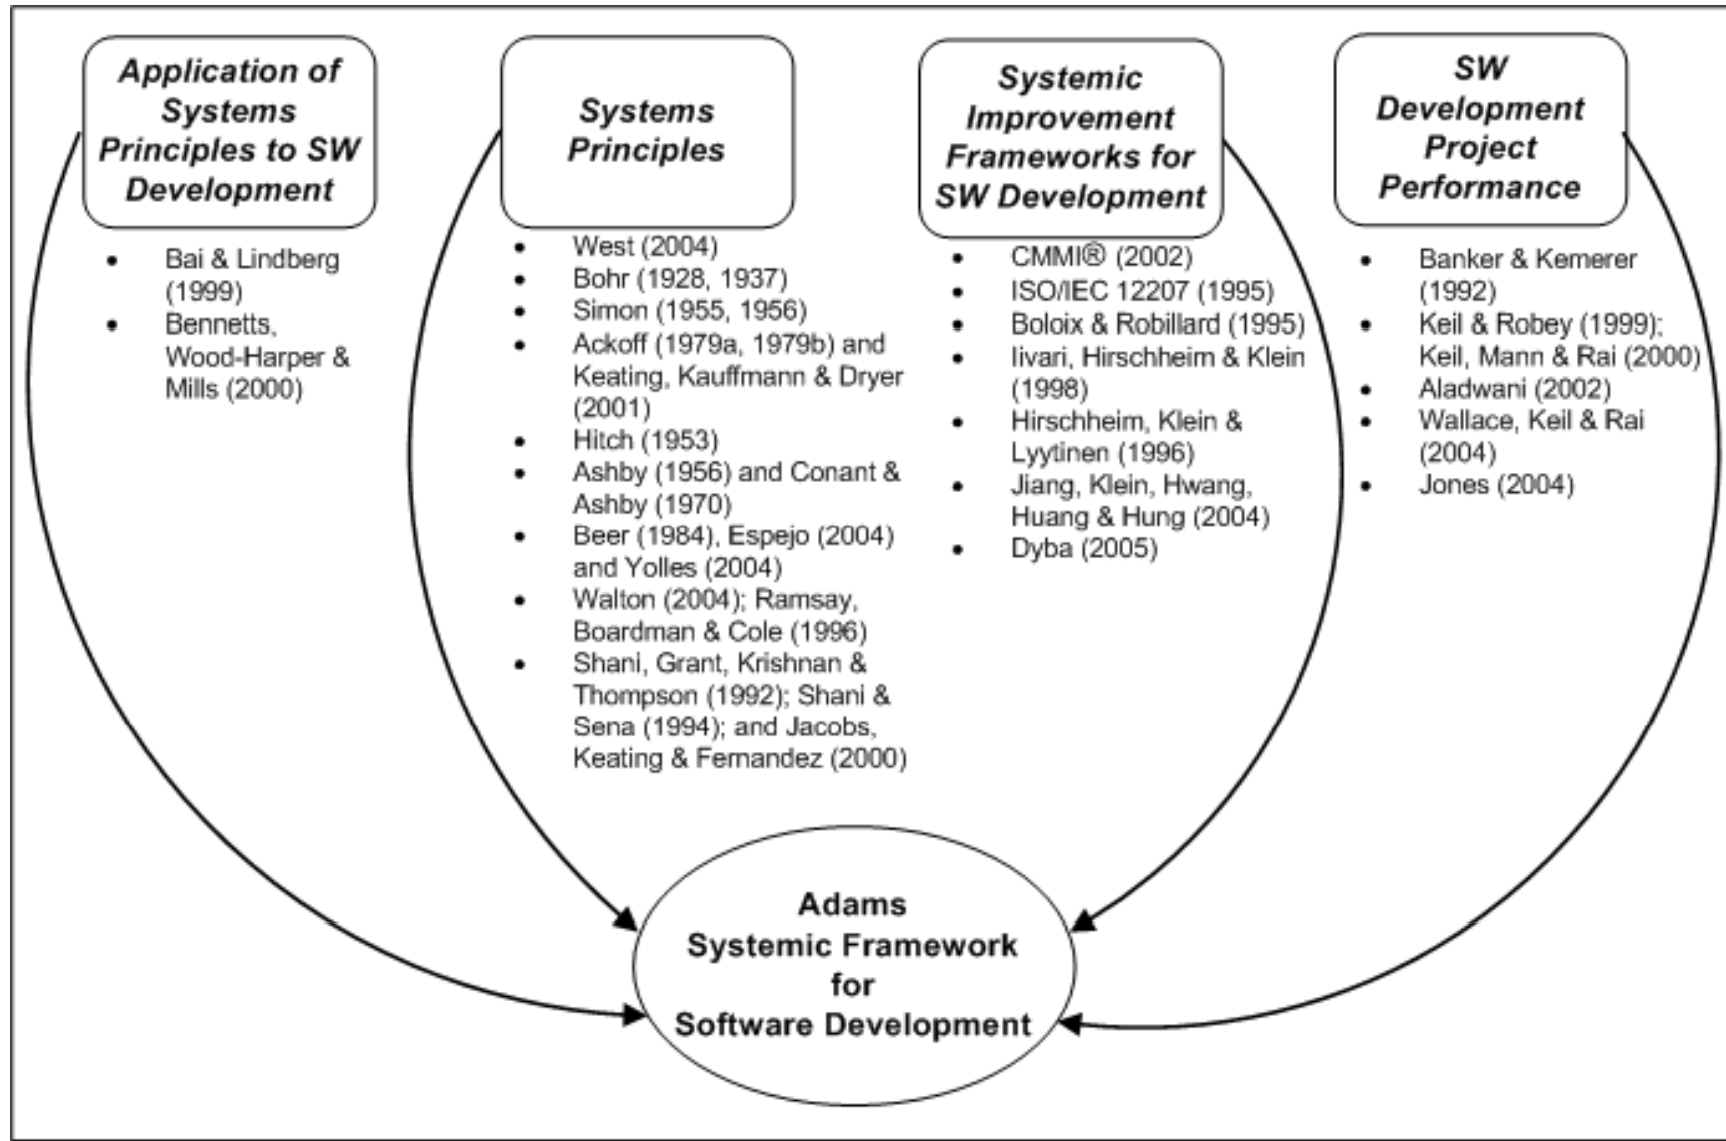 Application of
Systems
Principles to SW
Development
• Bai & Lindberg
(1999)
• Bennetts,
Wood-Harper &
Mills (2000)
Systems
Principles
• West (2004)
• Bohr (1928, 1937)
• Simon (1955, 1956)
• Ackoff (1979a, 1979b) and
Keating, Kauffmann & Dryer
(2001)
• Hitch (1953)
• Ashby (1956) and Conant &
Ashby (1970)
• Beer (1984), Espejo (2004)
and Yolles (2004)
• Walton (2004); Ramsay,
Boardman & Cole (1996)
• Shani, Grant, Krishnan &
Thompson (1992); Shani &
Sena (1994); and Jacobs,
Keating & Fernandez (2000)
Systemic
Improvement
Frameworks for
SW Development
• CMMI® (2002)
• ISO/IEC 12207 (1995)
• Boloix & Robillard (1995)
• Iivari, Hirschheim & Klein
(1998)
• Hirschheim, Klein &
Lyytinen (1996)
• Jiang, Klein, Hwang,
Huang & Hung (2004)
• Dyba (2005)
SW
Development
Project
Performance
• Banker & Kemerer
(1992)
• Keil & Robey (1999);
Keil, Mann & Rai (2000)
• Aladwani (2002)
• Wallace, Keil & Rai
(2004)
• Jones (2004)
Adams
Systemic Framework
for
Software Development